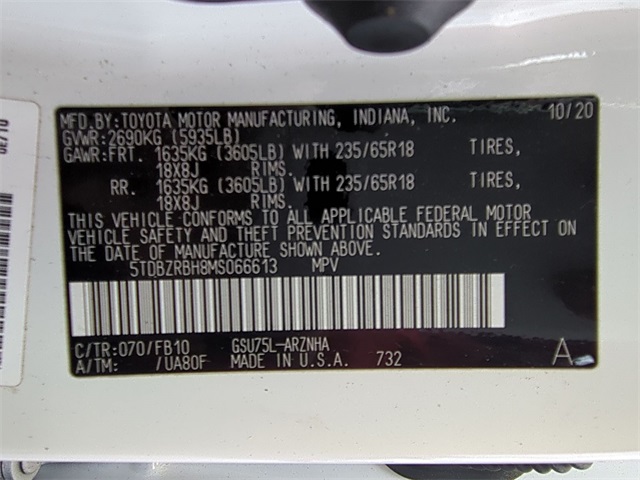 MFD.BY:TOYOTA MOTOR MANUFACTURING, INDIANA, INC. 10/20
GVWR:2690KG (5935LB)
GAWR:FRT. 1635KG (3605LB) WITH 235/65R18 TIRES,
18X8J RIMS.
RR. 1635KG (3605LB) WITH 235/65R18 TIRES,
18X8J RIMS.
THIS VEHICLE CONFORMS TO ALL APPLICABLE FEDERAL MOTOR
VEHICLE SAFETY AND THEFT PREVENTION STANDARDS IN EFFECT ON
THE DATE OF MANUFACTURE SHOWN ABOVE.
5TDBZRBH8MS066613 MPV
C/TR:070/FB10 GSU75L-ARZNHA
A/TM: /UA80F MADE IN U.S.A. 732 A